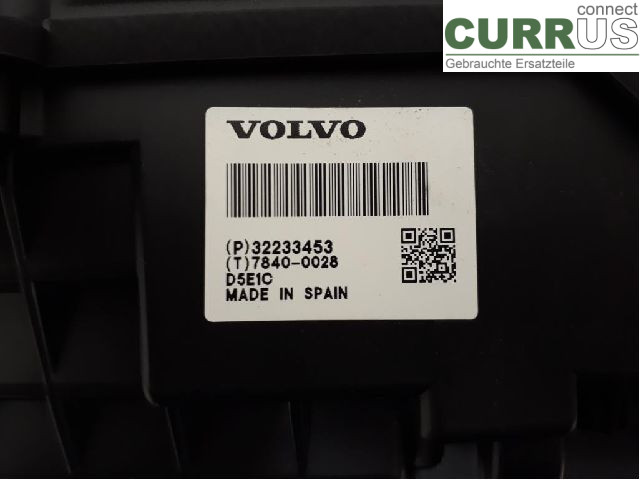 connect
CURRUS
Gebrauchte Ersatzteile
VOLVO
(P)32233453
(T)7840-0028
D5E1C
MADE IN SPAIN